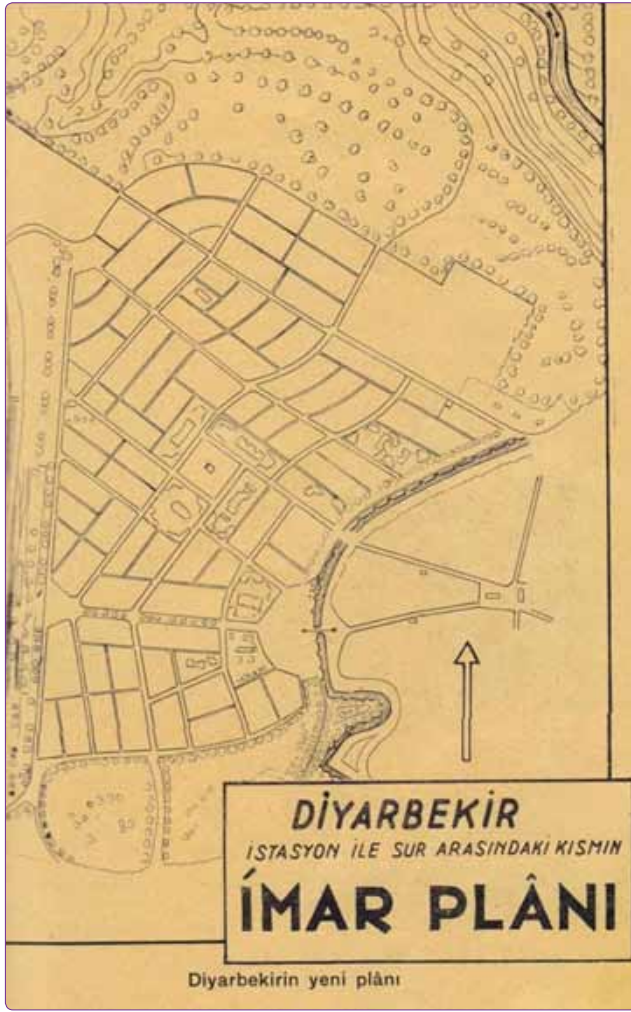 DİYARBEKİR
İSTASYON İLE SUR ARASINDAKİ KISMIN
İMAR PLÂNI
Diyarbekirin yeni plânı